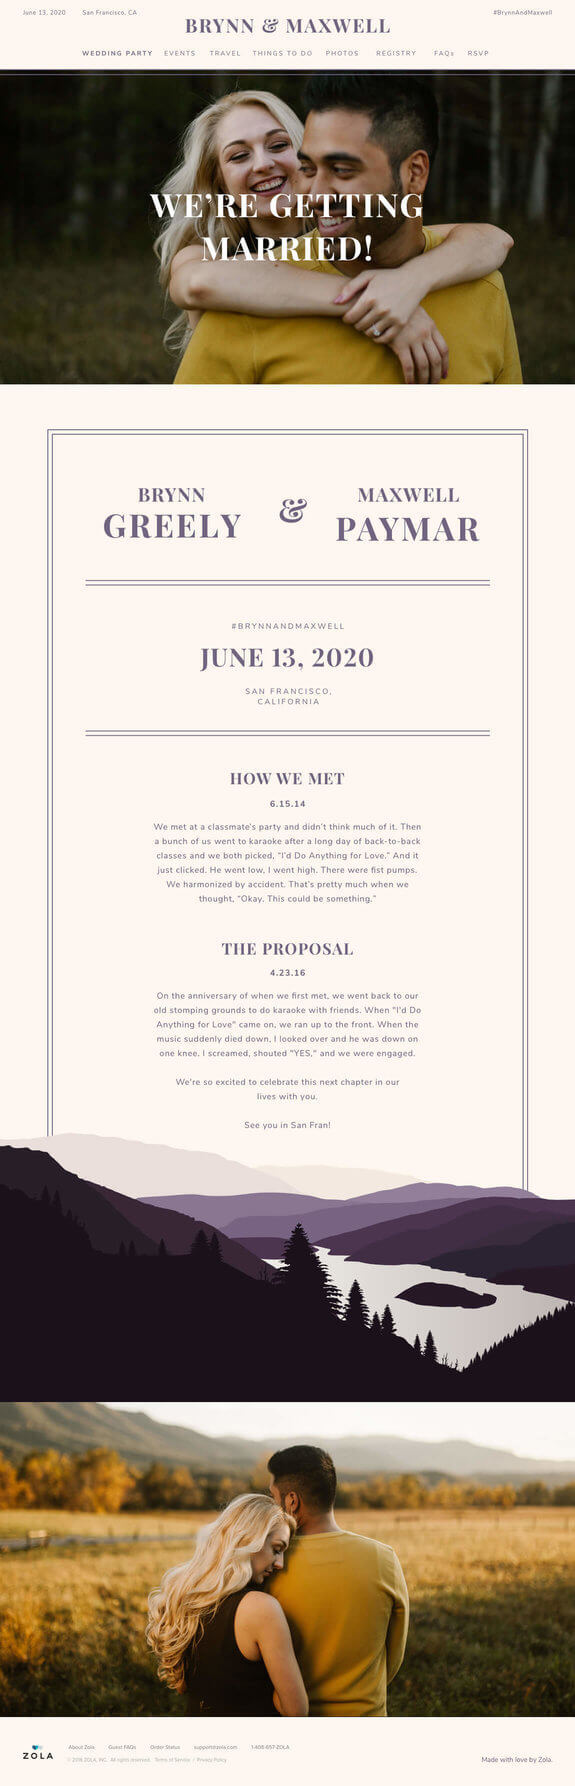 June 13, 2020
San Francisco, CA
#BrynnAndMaxwell
BRYNN & MAXWELL
WEDDING PARTY EVENTS TRAVEL THINGS TO DO PHOTOS REGISTRY FAQs RSVP
WE'RE GETTING
MARRIED!
BRYNN
GREELY
&
MAXWELL
PAYMAR
#BRYNNANDMAXWELL
JUNE 13, 2020
SAN FRANCISCO,
CALIFORNIA
HOW WE MET
6.15.14
We met at a classmate's party and didn't think much of it. Then
a bunch of us went to karaoke after a long day of back-to-back
classes and we both picked, “I'd Do Anything for Love.” And it
just clicked. He went low, I went high. There were fist pumps.
We harmonized by accident. That's pretty much when we
thought, “Okay. This could be something.”
THE PROPOSAL
4.23.16
On the anniversary of when we first met, we went back to our
old stomping grounds to do karaoke with friends. When "I'd Do
Anything for Love" came on, we ran up to the front. When the
music suddenly died down, I looked over and he was down on
one knee. I screamed, shouted "YES," and we were engaged.
We're so excited to celebrate this next chapter in our
lives with you.
See you in San Fran!
ZOLA
About Zola Guest FAQs Order Status support@zola.com 1-408-657-ZOLA
© 2018 ZOLA, INC. All rights reserved. Terms of Service / Privacy Policy
Made with love by Zola.